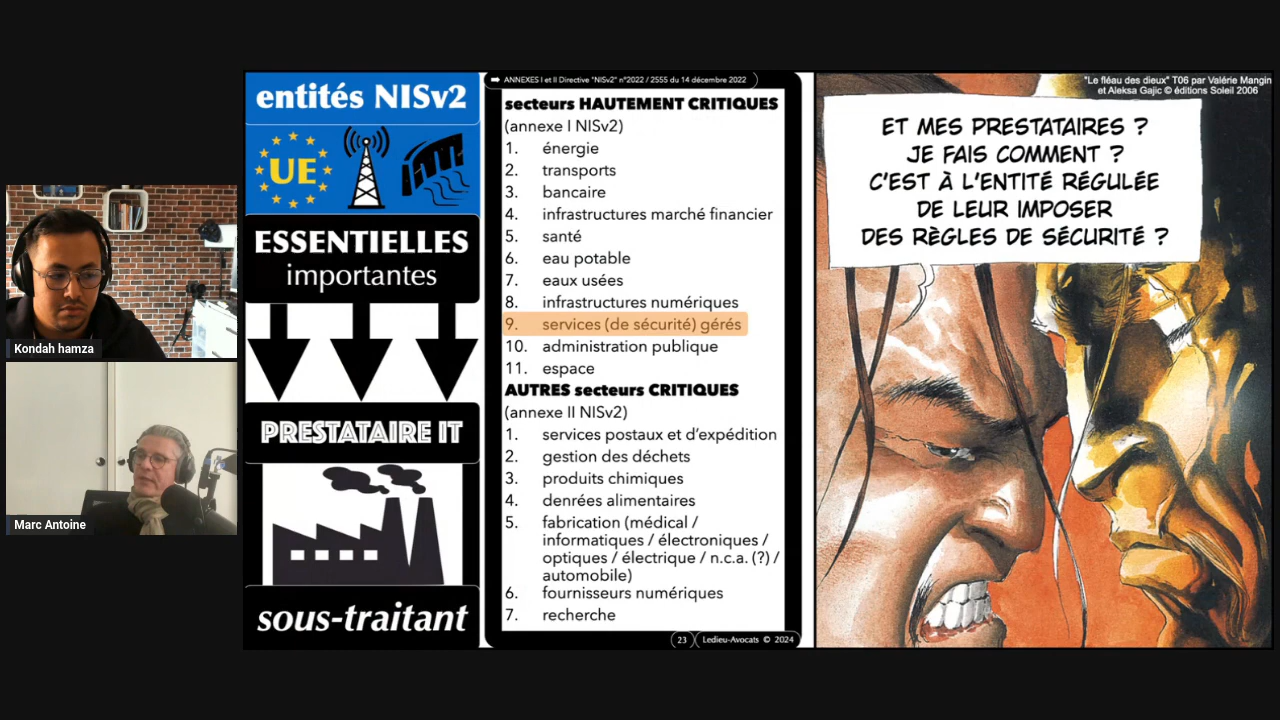 Kondah hamza
Marc Antoine
entités NISv2
UE
ESSENTIELLES
importantes
PRESTATAIRE IT
sous-traitant
ANNEXES I et II Directive "NISv2" n°2022 / 2555 du 14 décembre 2022
secteurs HAUTEMENT CRITIQUES
(annexe I NISv2)
1. énergie
2. transports
3. bancaire
4. infrastructures marché financier
5. santé
6. eau potable
7. eaux usées
8. infrastructures numériques
9. services (de sécurité) gérés
10. administration publique
11. espace
AUTRES secteurs CRITIQUES
(annexe II NISv2)
1. services postaux et d'expédition
2. gestion des déchets
3. produits chimiques
4. denrées alimentaires
5. fabrication (médical /
informatiques / électroniques /
optiques / électrique / n.c.a. (?) /
automobile)
6. fournisseurs numériques
7. recherche
23 Ledieu-Avocats © 2024
"Le fléau des dieux" T06 par Valérie Mangin
et Aleksa Gajic © éditions Soleil 2006
ET MES PRESTATAIRES ?
JE FAIS COMMENT ?
C'EST À L'ENTITÉ RÉGULÉE
DE LEUR IMPOSER
DES RÈGLES DE SÉCURITÉ ?